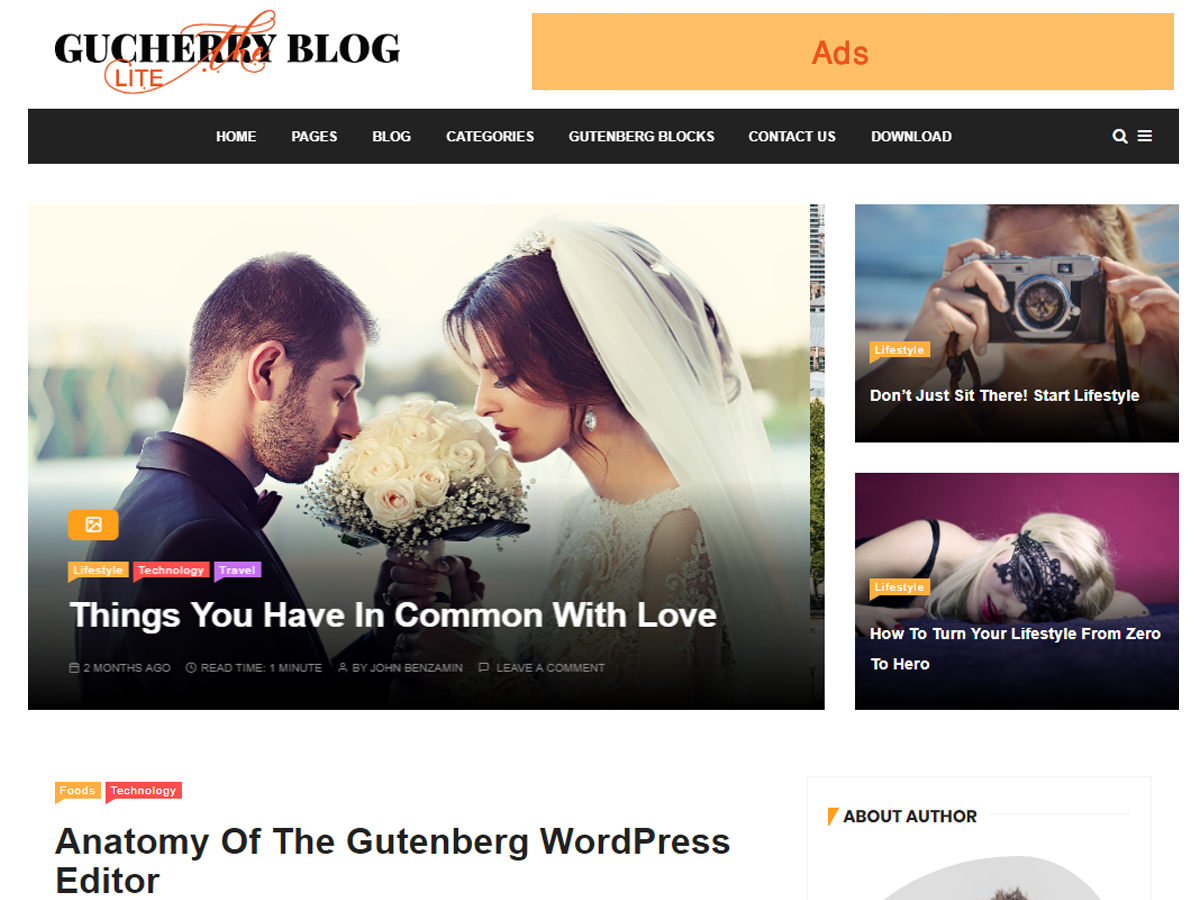 GUCHERRY the BLOG
LITE
Ads
HOME PAGES BLOG CATEGORIES GUTENBERG BLOCKS CONTACT US DOWNLOAD
Lifestyle Technology Travel
Things You Have In Common With Love
2 MONTHS AGO READ TIME: 1 MINUTE BY JOHN BENZAMIN LEAVE A COMMENT
Lifestyle
Don’t Just Sit There! Start Lifestyle
Lifestyle
How To Turn Your Lifestyle From Zero
To Hero
Foods Technology
Anatomy Of The Gutenberg WordPress
Editor
ABOUT AUTHOR